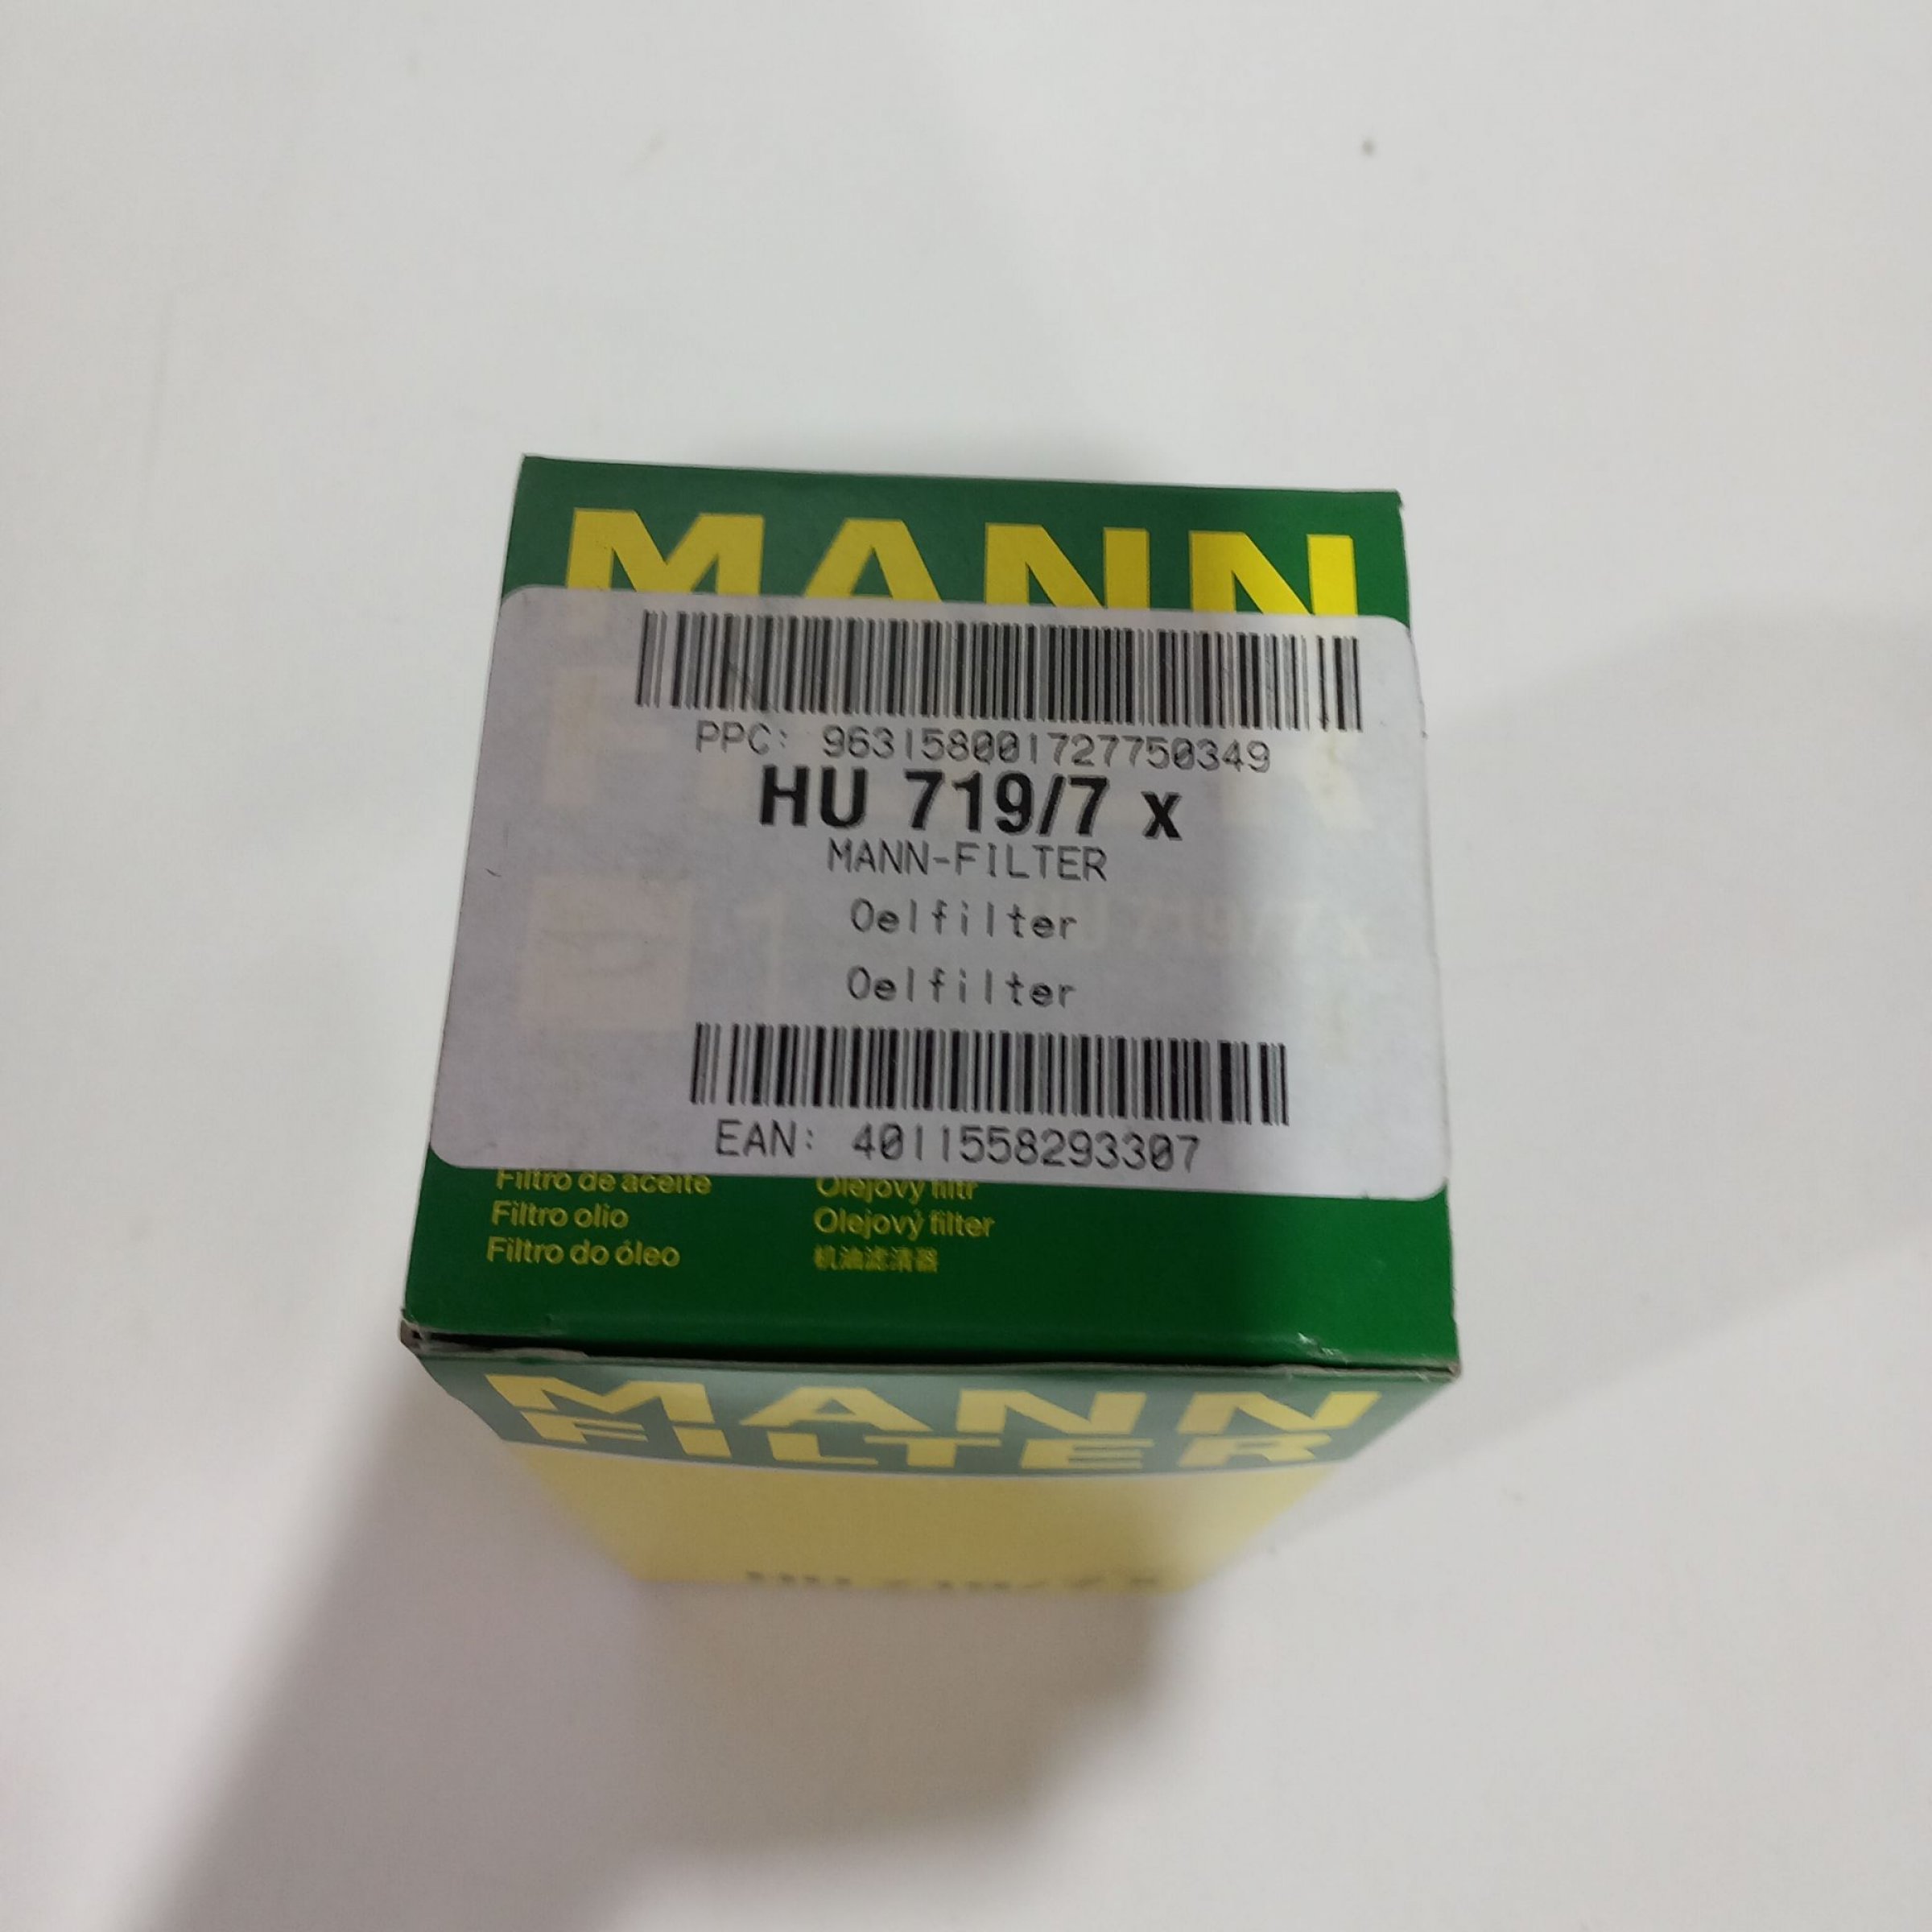 MANN
PPC: 963158001727750349
HU 719/7 x
MANN-FILTER
Oelfilter
Oelfilter
EAN: 4011558293307
Filtro de aceite
Filtro olio
Filtro do óleo
Olejový filtr
Olejový filter
机油滤清器
MANN
FILTER